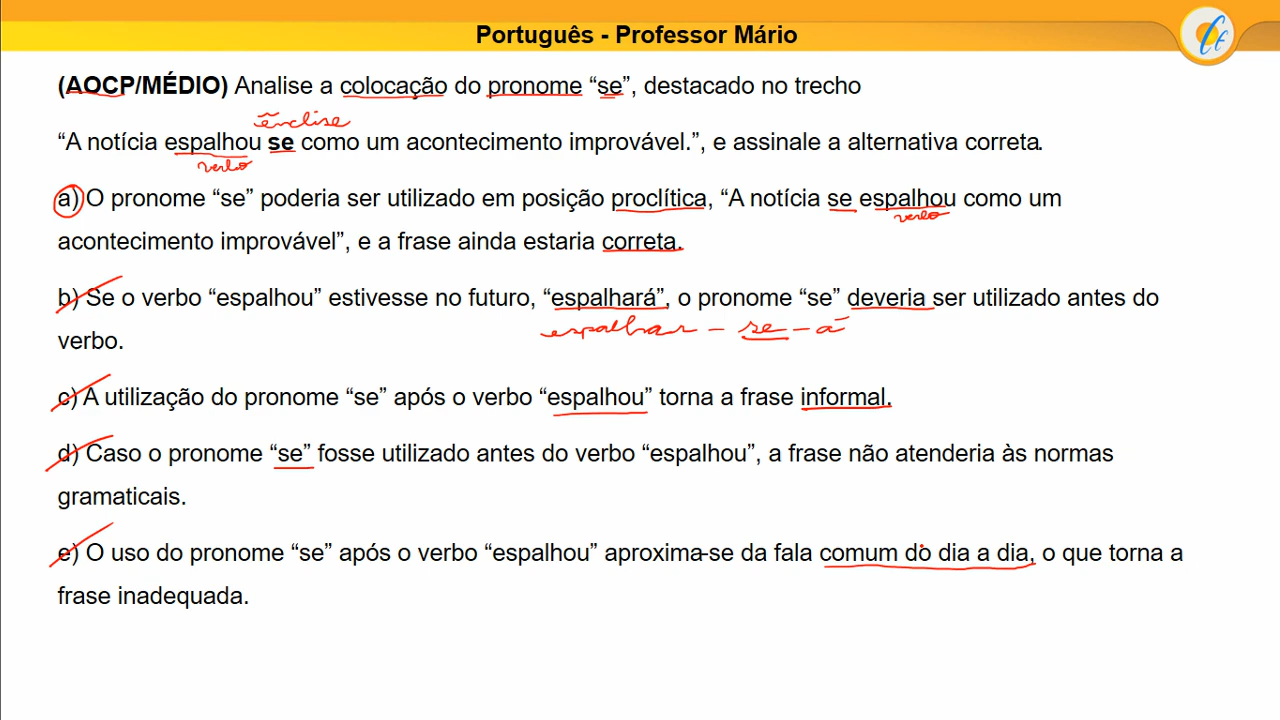 Português - Professor Mário
(AOCP/MÉDIO) Analise a colocação do pronome “se”, destacado no trecho
ênclise
“A notícia espalhou se como um acontecimento improvável.”, e assinale a alternativa correta.
verbo
a) O pronome “se” poderia ser utilizado em posição proclítica, “A notícia se espalhou como um
verbo
acontecimento improvável”, e a frase ainda estaria correta.
b) Se o verbo “espalhou” estivesse no futuro, “espalhará”, o pronome “se” deveria ser utilizado antes do
espalhar - se - á
verbo.
c) A utilização do pronome “se” após o verbo “espalhou” torna a frase informal.
d) Caso o pronome “se” fosse utilizado antes do verbo “espalhou”, a frase não atenderia às normas
gramaticais.
e) O uso do pronome “se” após o verbo “espalhou” aproxima-se da fala comum do dia a dia, o que torna a
frase inadequada.